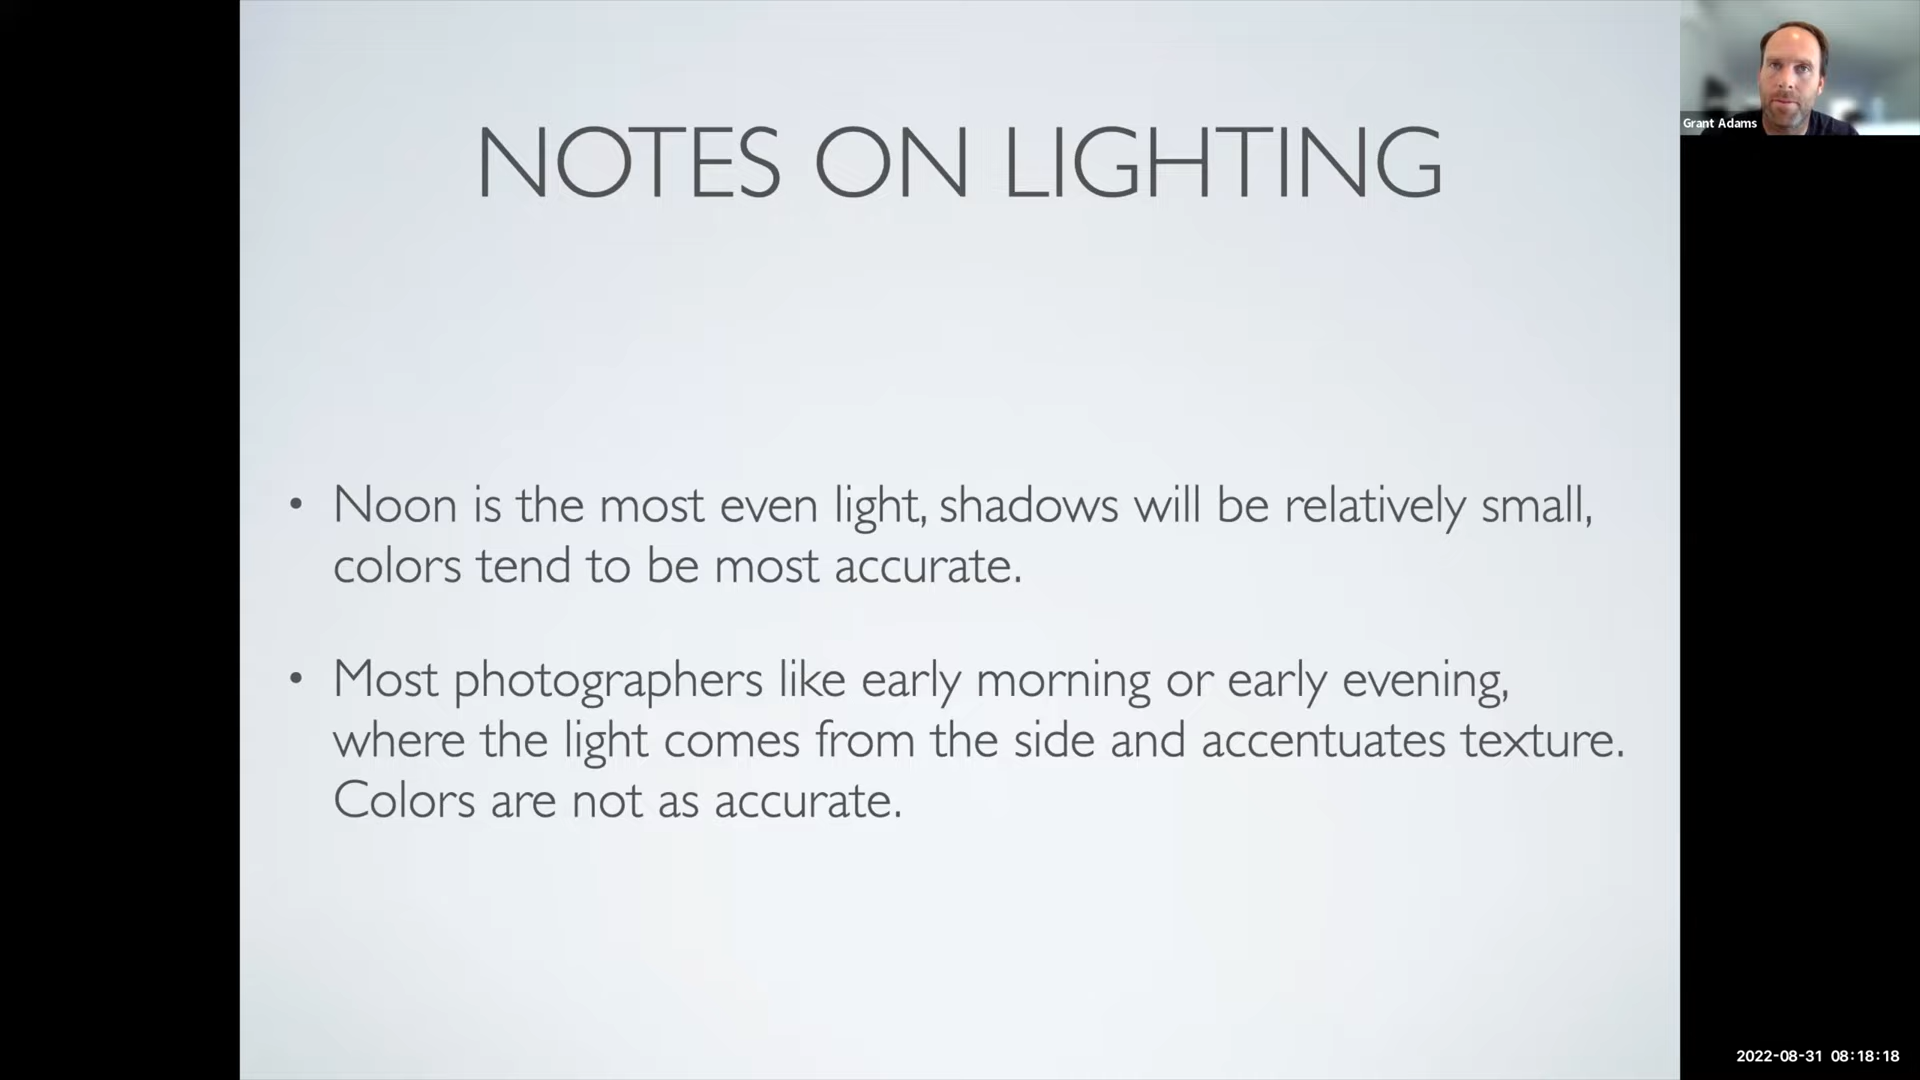 NOTES ON LIGHTING
Grant Adams
• Noon is the most even light, shadows will be relatively small,
colors tend to be most accurate.
• Most photographers like early morning or early evening,
where the light comes from the side and accentuates texture.
Colors are not as accurate.
2022-08-31 08:18:18